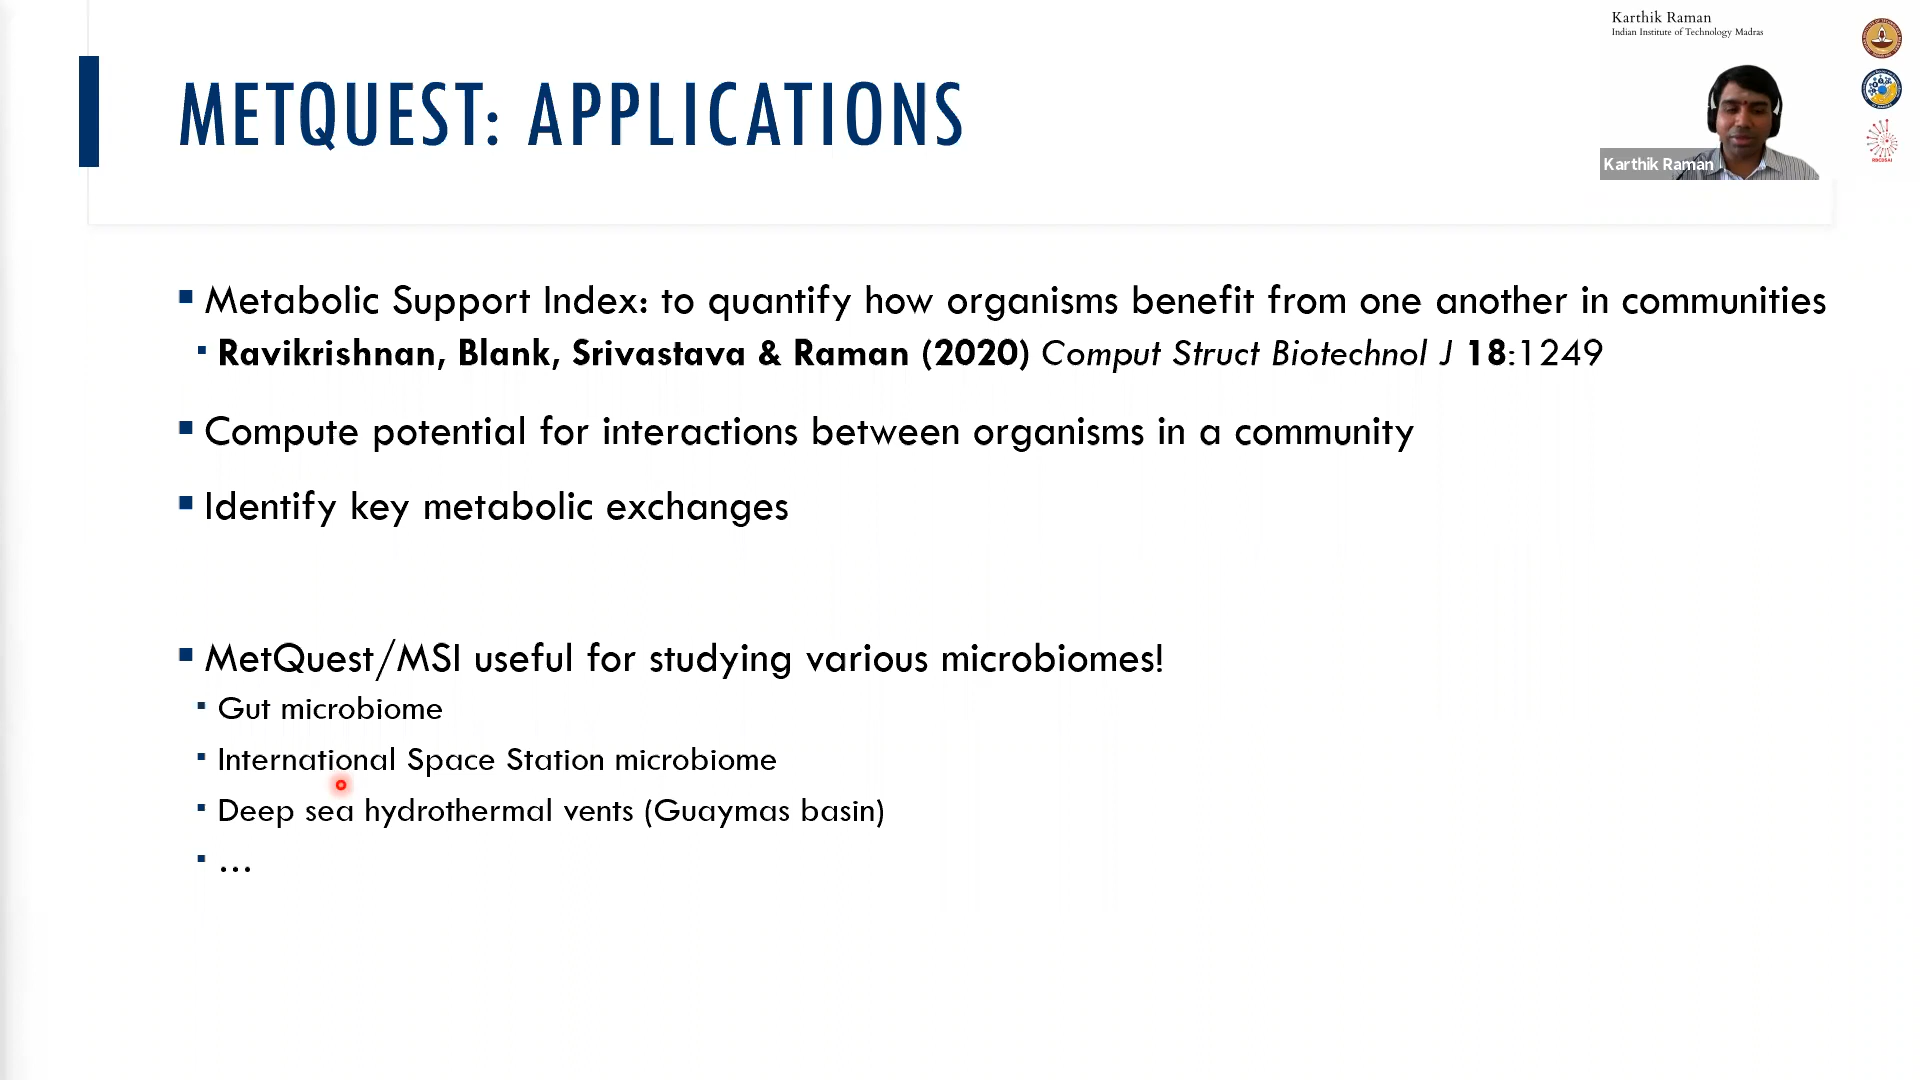 Karthik Raman
Indian Institute of Technology Madras
METQUEST: APPLICATIONS
Karthik Raman
RBCDSAI
Metabolic Support Index: to quantify how organisms benefit from one another in communities
Ravikrishnan, Blank, Srivastava & Raman (2020) Comput Struct Biotechnol J 18:1249
Compute potential for interactions between organisms in a community
Identify key metabolic exchanges
MetQuest/MSI useful for studying various microbiomes!
Gut microbiome
International Space Station microbiome
Deep sea hydrothermal vents (Guaymas basin)
...